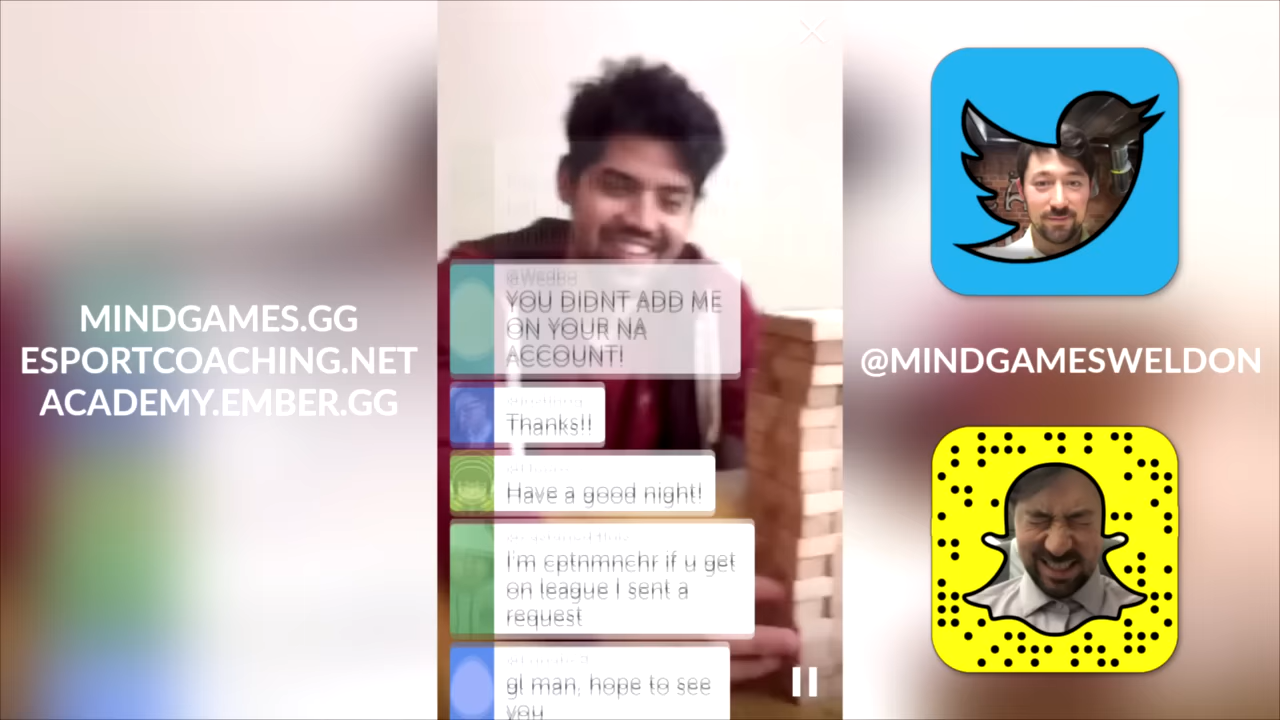 MINDGAMES.GG
ESPORTCOACHING.NET
ACADEMY.EMBER.GG
YOU DIDNT ADD ME
ON YOUR NA
ACCOUNT!
Thanks!!
Have a good night!
I'm cptnmnchr if u get
on league I sent a
request
gl man, hope to see
you
@MINDGAMESWELDON